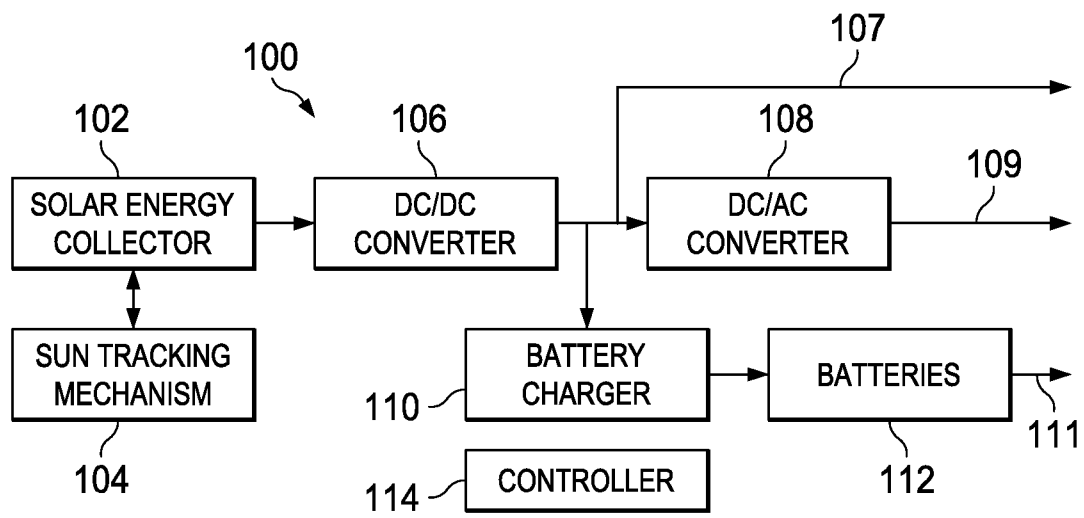 107
100
102
106
108
109
SOLAR ENERGY
COLLECTOR
DC/DC
CONVERTER
DC/AC
CONVERTER
SUN TRACKING
MECHANISM
BATTERY
CHARGER
BATTERIES
110
111
104
112
CONTROLLER
114